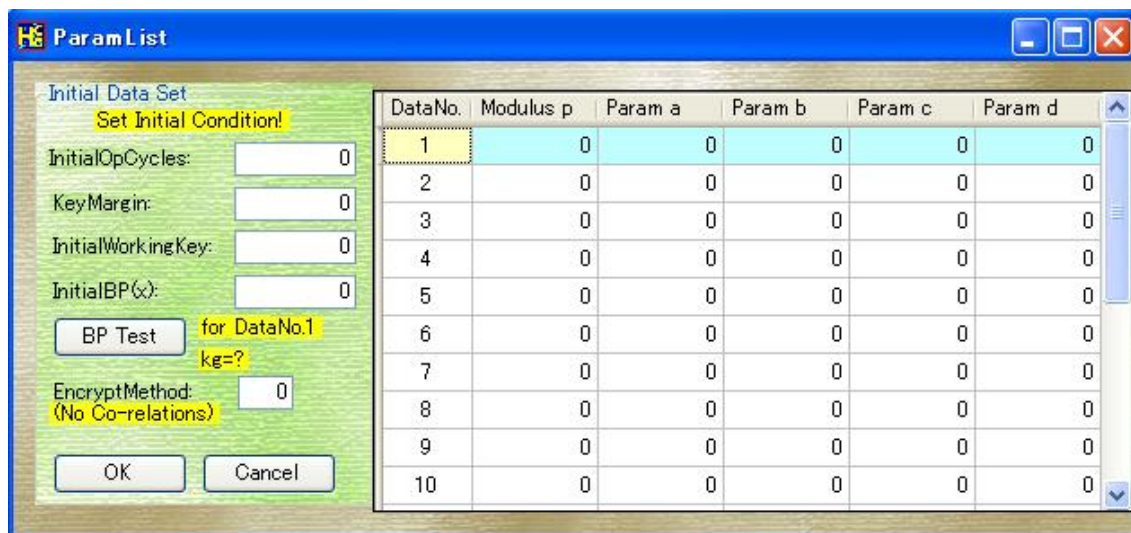 ParamList
Initial Data Set
Set Initial Condition!
InitialOpCycles: 0
KeyMargin: 0
InitialWorkingKey: 0
InitialBP(x): 0
BP Test for DataNo.1
kg=?
EncryptMethod: 0
(No Co-relations)
OK Cancel
DataNo. Modulus p Param a Param b Param c Param d
1 0 0 0 0 0
2 0 0 0 0 0
3 0 0 0 0 0
4 0 0 0 0 0
5 0 0 0 0 0
6 0 0 0 0 0
7 0 0 0 0 0
8 0 0 0 0 0
9 0 0 0 0 0
10 0 0 0 0 0